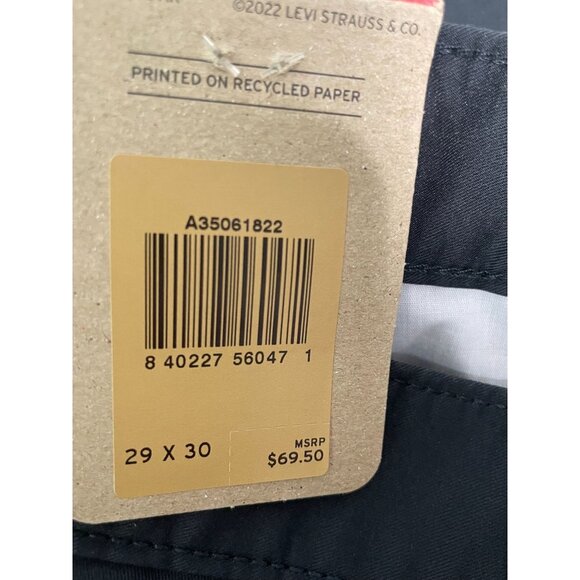 ©2022 LEVI STRAUSS & CO.
PRINTED ON RECYCLED PAPER
A35061822
8 40227 56047 1
29 X 30
MSRP
$69.50